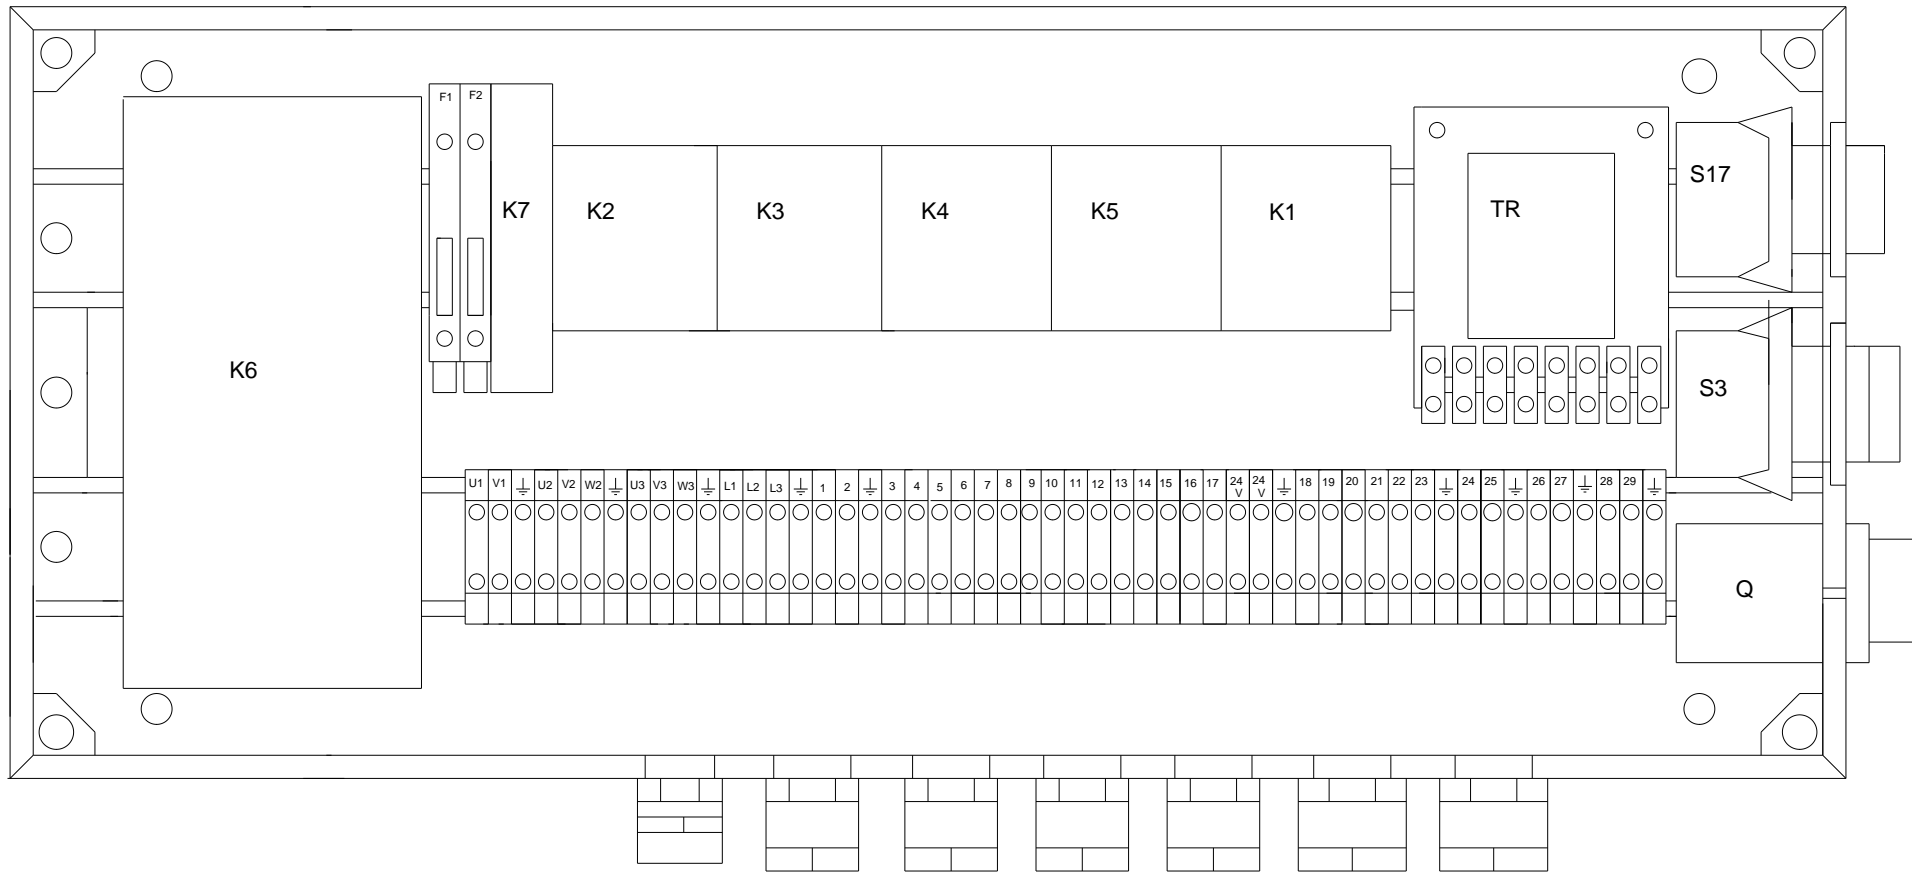 F1 F2
S17
K7 K2 K3 K4 K5 K1 TR
K6
S3
U1 V1 ⏚ U2 V2 W2 ⏚ U3 V3 W3 ⏚ L1 L2 L3 ⏚ 1 2 ⏚ 3 4 5 6 7 8 9 10 11 12 13 14 15 16 17 24 V 24 V ⏚ 18 19 20 21 22 23 ⏚ 24 25 ⏚ 26 27 ⏚ 28 29 ⏚
Q